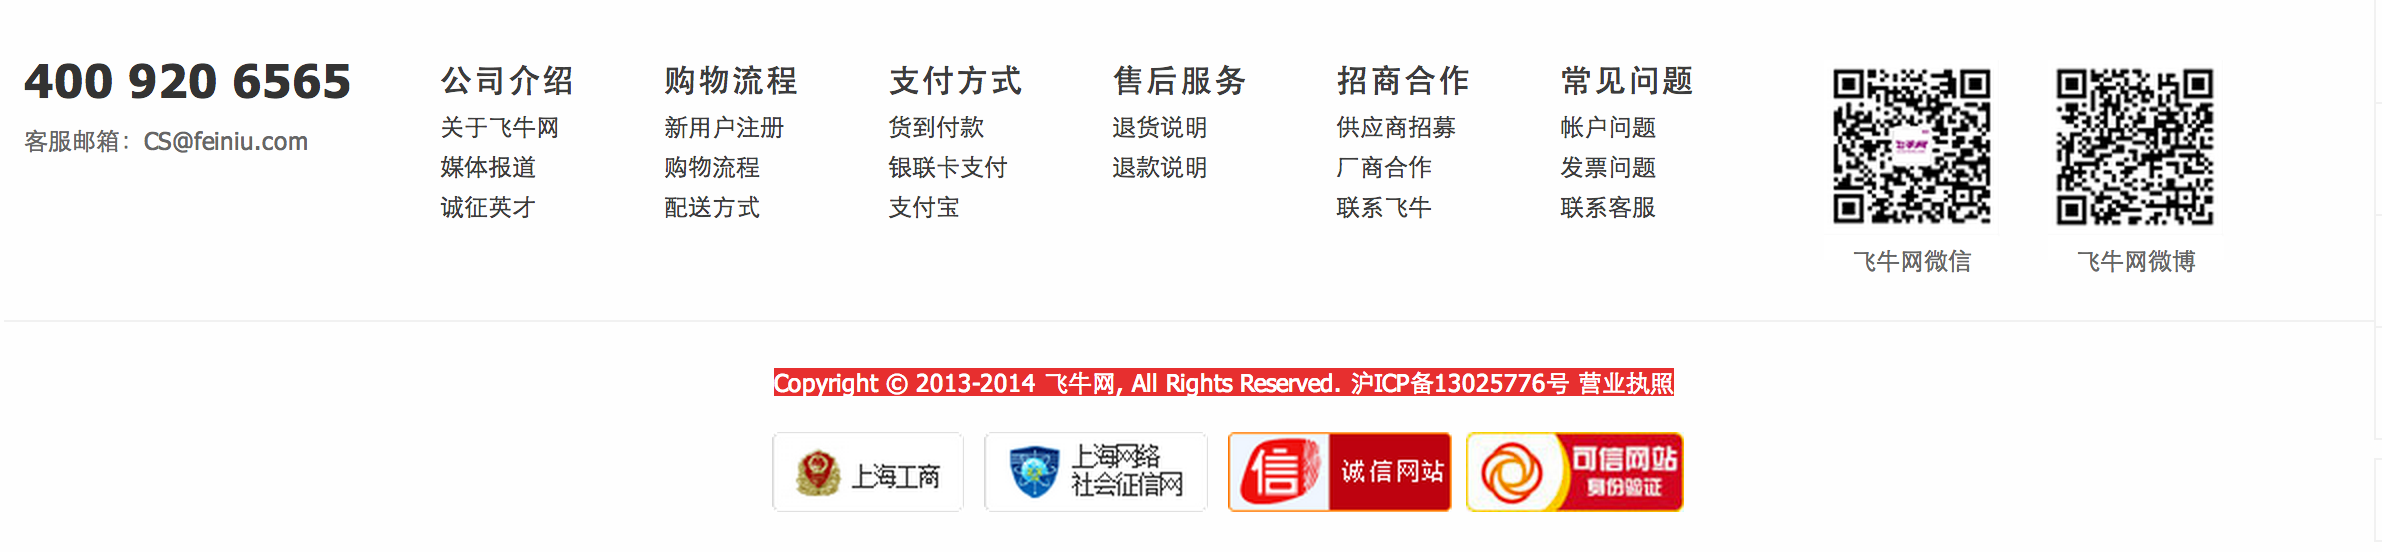 400 920 6565
客服邮箱：CS@feiniu.com
公司介绍
关于飞牛网
媒体报道
诚征英才
购物流程
新用户注册
购物流程
配送方式
支付方式
货到付款
银联卡支付
支付宝
售后服务
退货说明
退款说明
招商合作
供应商招募
厂商合作
联系飞牛
常见问题
帐户问题
发票问题
联系客服
飞牛网
飞牛网微信
飞牛网微博
Copyright © 2013-2014 飞牛网, All Rights Reserved. 沪ICP备13025776号 营业执照
上海工商
上海网络
社会征信网
信
诚信网站
可信网站
身份验证